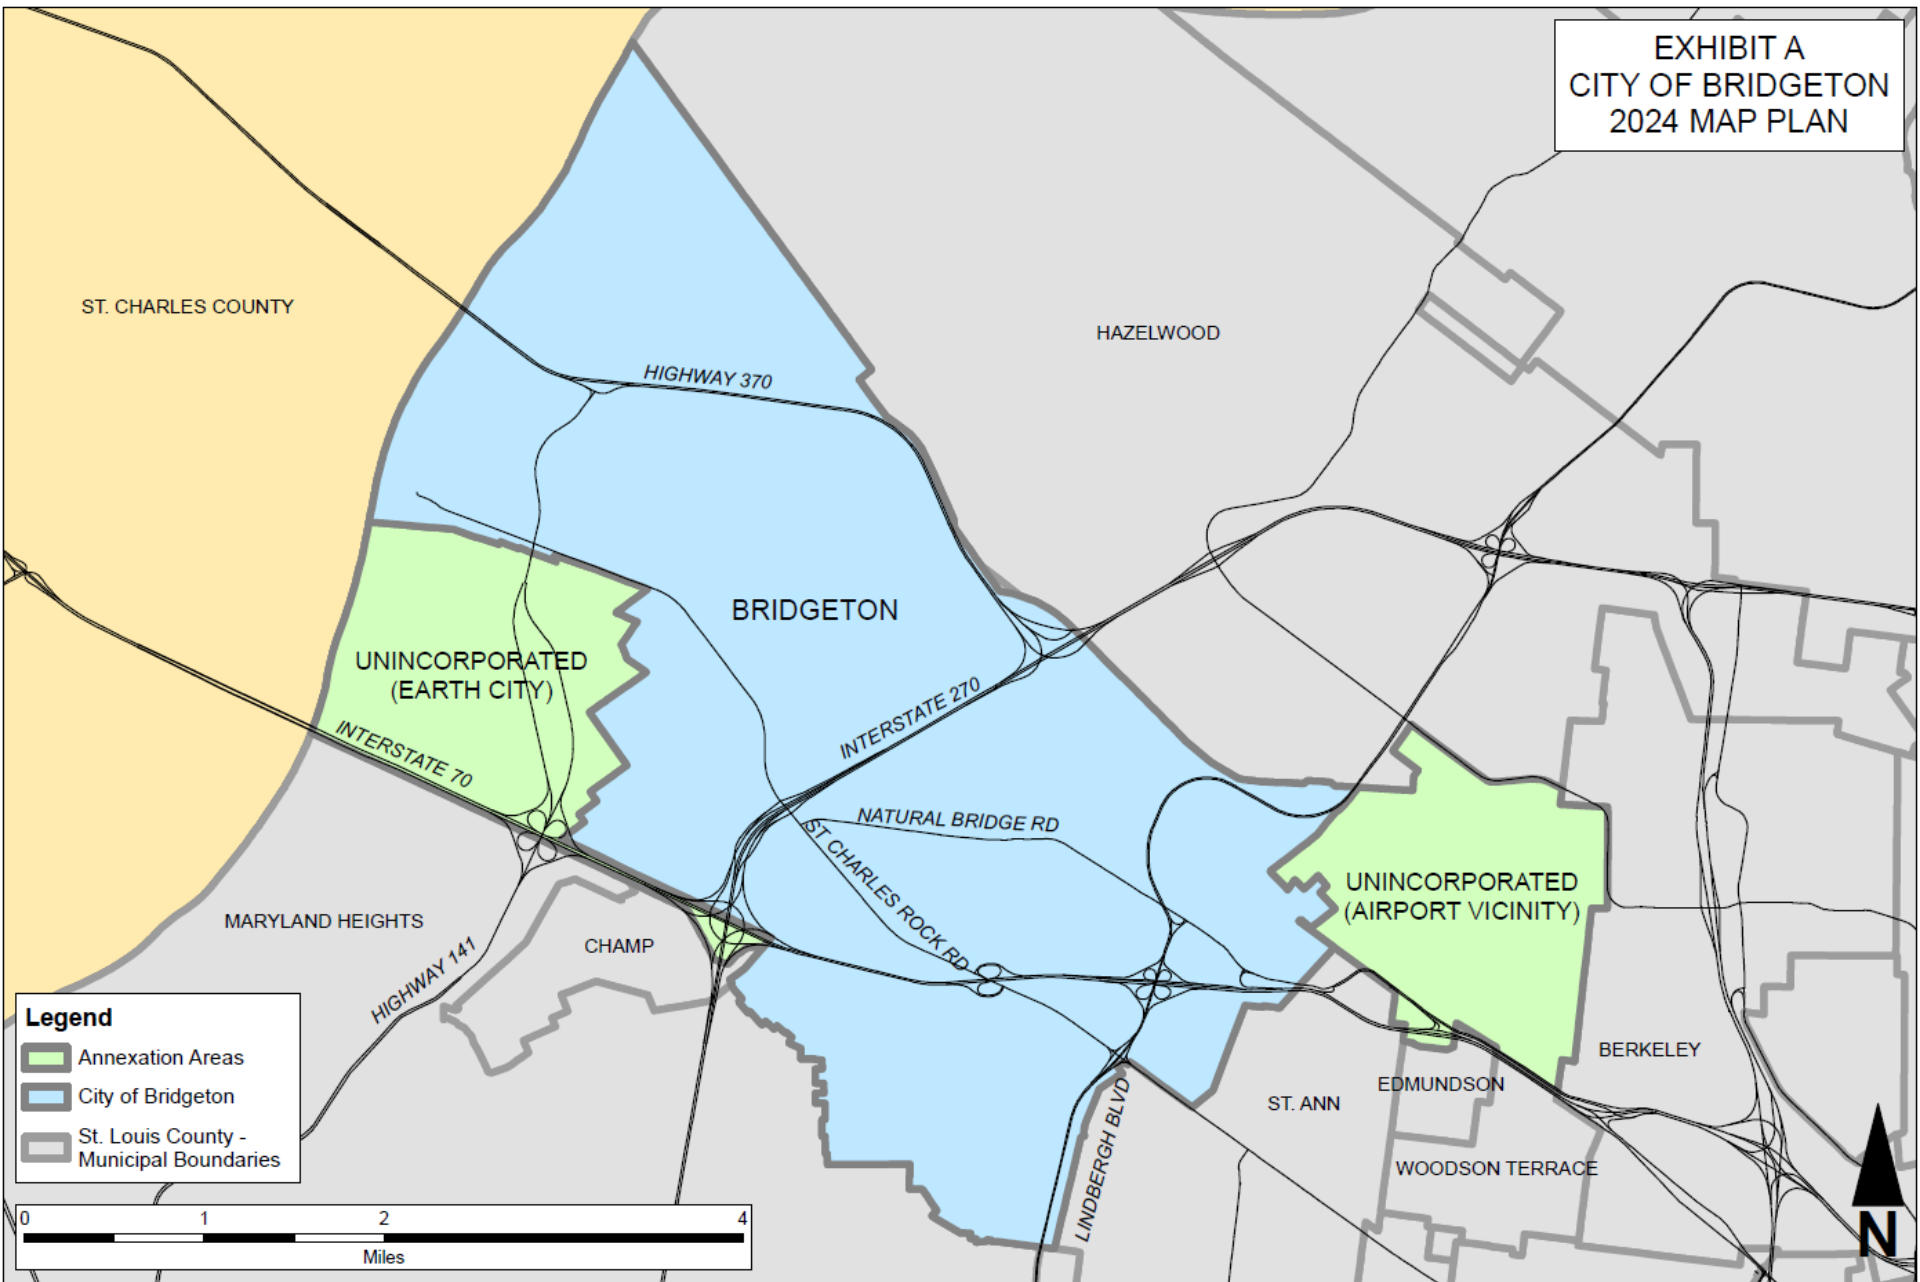 EXHIBIT A
CITY OF BRIDGETON
2024 MAP PLAN
ST. CHARLES COUNTY
HAZELWOOD
HIGHWAY 370
BRIDGETON
UNINCORPORATED
(EARTH CITY)
INTERSTATE 270
INTERSTATE 70
NATURAL BRIDGE RD
ST CHARLES ROCK RD
UNINCORPORATED
(AIRPORT VICINITY)
MARYLAND HEIGHTS
CHAMP
HIGHWAY 141
BERKELEY
EDMUNDSON
ST. ANN
LINDBERGH BLVD
WOODSON TERRACE
Legend
Annexation Areas
City of Bridgeton
St. Louis County -
Municipal Boundaries
0 1 2 4
Miles
N